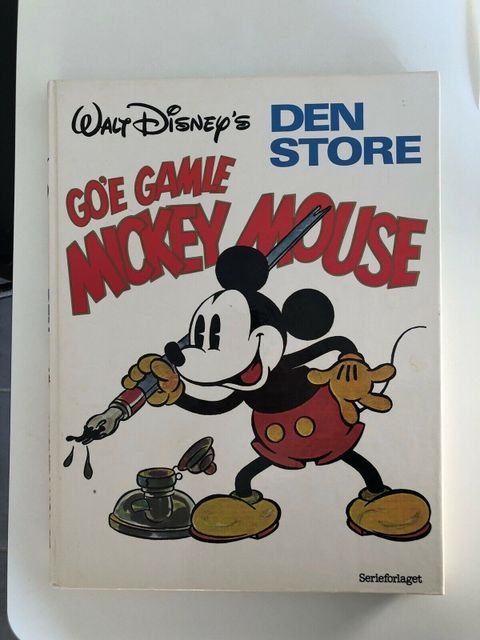 WALT DISNEY'S
DEN
STORE
GO'E GAMLE
MICKEY MOUSE
Serieforlaget